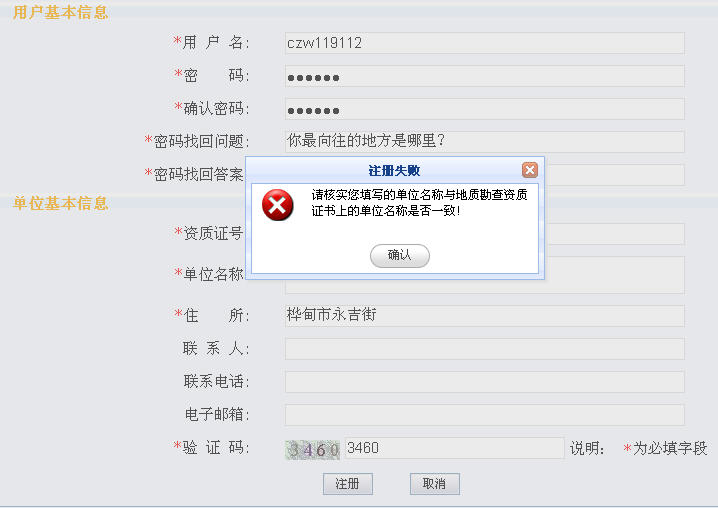 用户基本信息
*用 户 名: czw119112
*密 码: ●●●●●●
*确认密码: ●●●●●●
*密码找回问题: 你最向往的地方是哪里?
*密码找回答案
注册失败
请核实您填写的单位名称与地质勘查资质
证书上的单位名称是否一致!
确认
单位基本信息
*资质证号
*单位名称
*住 所: 桦甸市永吉街
联 系 人:
联系电话:
电子邮箱:
*验 证 码: 3460 3460 说明: *为必填字段
注册 取消